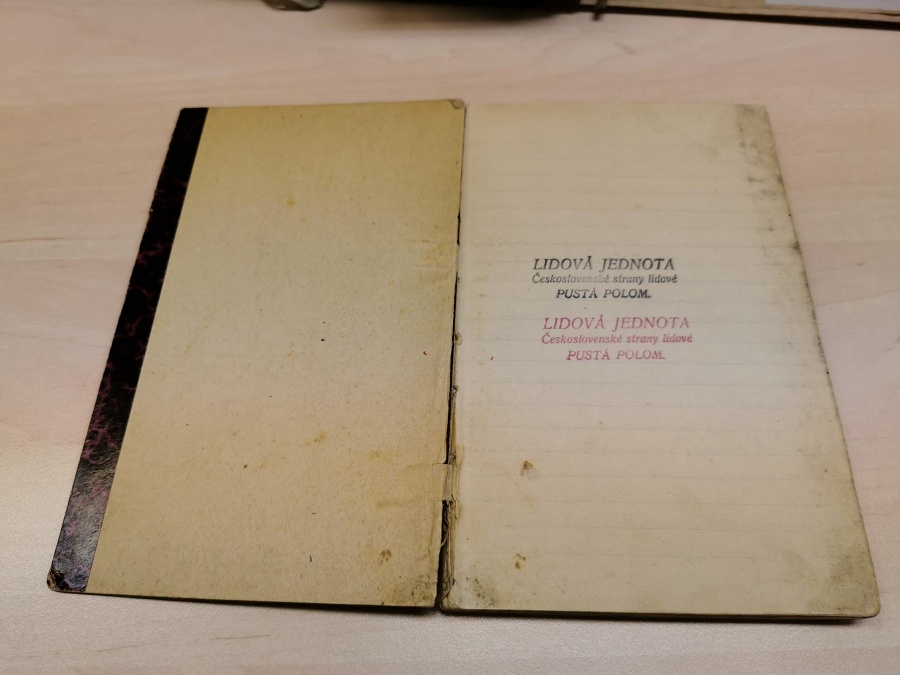 LIDOVÁ JEDNOTA
Československé strany lidové
PUSTÁ POLOM.
LIDOVÁ JEDNOTA
Československé strany lidové
PUSTÁ POLOM.